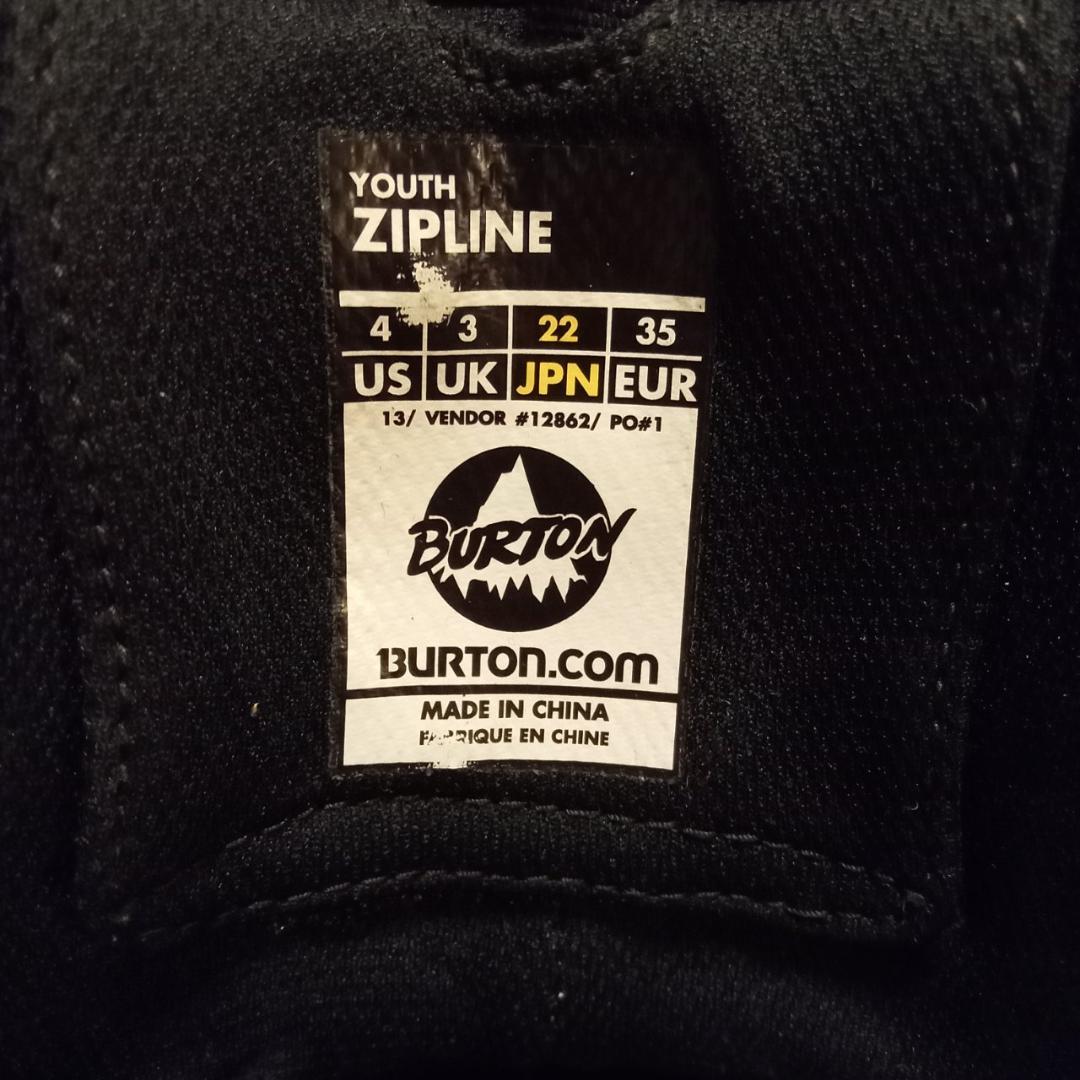 YOUTH
ZIPLINE
4 3 22 35
US UK JPN EUR
13/ VENDOR #12862/ PO#1
BURTON
BURTON.COM
MADE IN CHINA
EN CHINE